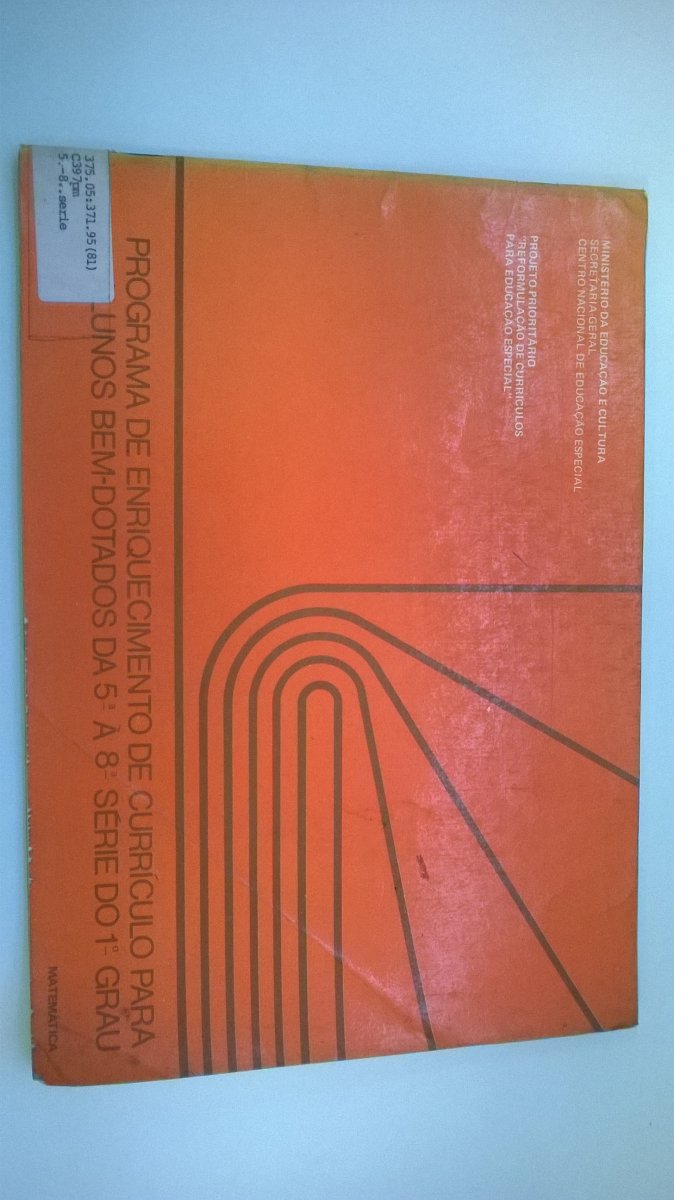 MINISTÉRIO DA EDUCAÇÃO E CULTURA
SECRETARIA-GERAL
CENTRO NACIONAL DE EDUCAÇÃO ESPECIAL
PROJETO PRIORITÁRIO
"REFORMULAÇÃO DE CURRÍCULOS
PARA EDUCAÇÃO ESPECIAL"
375.05:371.95(81)
C397pm
5.-8..serie
PROGRAMA DE ENRIQUECIMENTO DE CURRÍCULO PARA
LUNOS BEM-DOTADOS DA 5ª À 8ª SÉRIE DO 1º GRAU
MATEMÁTICA